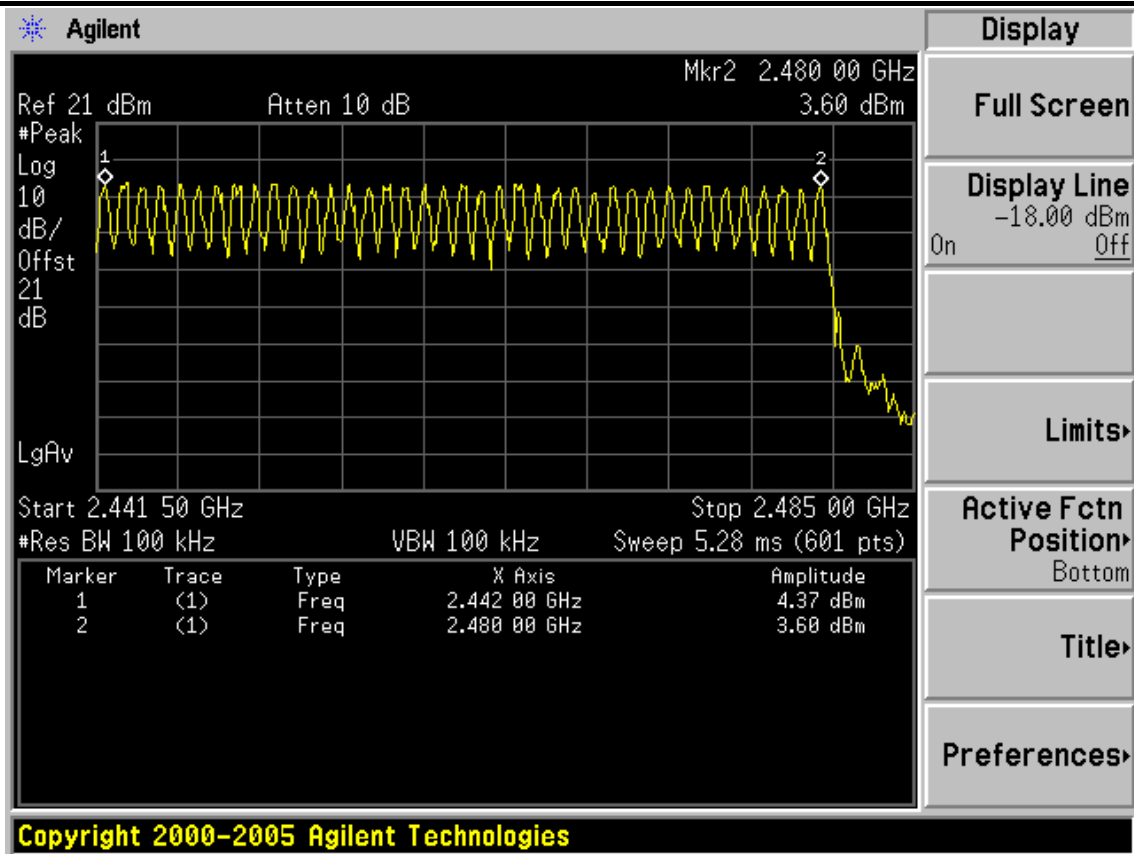 Agilent
Mkr2 2.480 00 GHz
Ref 21 dBm Atten 10 dB 3.60 dBm
#Peak
Log
10
dB/
Offst
21
dB
LgAv
1
2
Start 2.441 50 GHz Stop 2.485 00 GHz
#Res BW 100 kHz VBW 100 kHz Sweep 5.28 ms (601 pts)
Marker Trace Type X Axis Amplitude
1 (1) Freq 2.442 00 GHz 4.37 dBm
2 (1) Freq 2.480 00 GHz 3.60 dBm
Display
Full Screen
Display Line
-18.00 dBm
On Off
Limits
Active Fctn
Position
Bottom
Title
Preferences
Copyright 2000-2005 Agilent Technologies